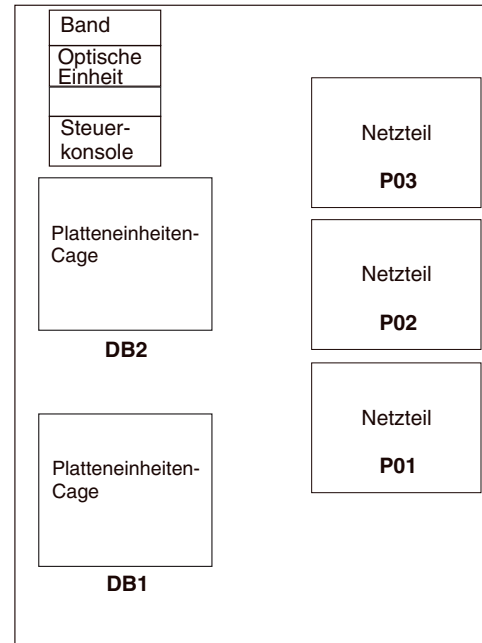 Band
Optische
Einheit
Steuer-
konsole
Platteneinheiten-
Cage
DB2
Platteneinheiten-
Cage
DB1
Netzteil
P03
Netzteil
P02
Netzteil
P01